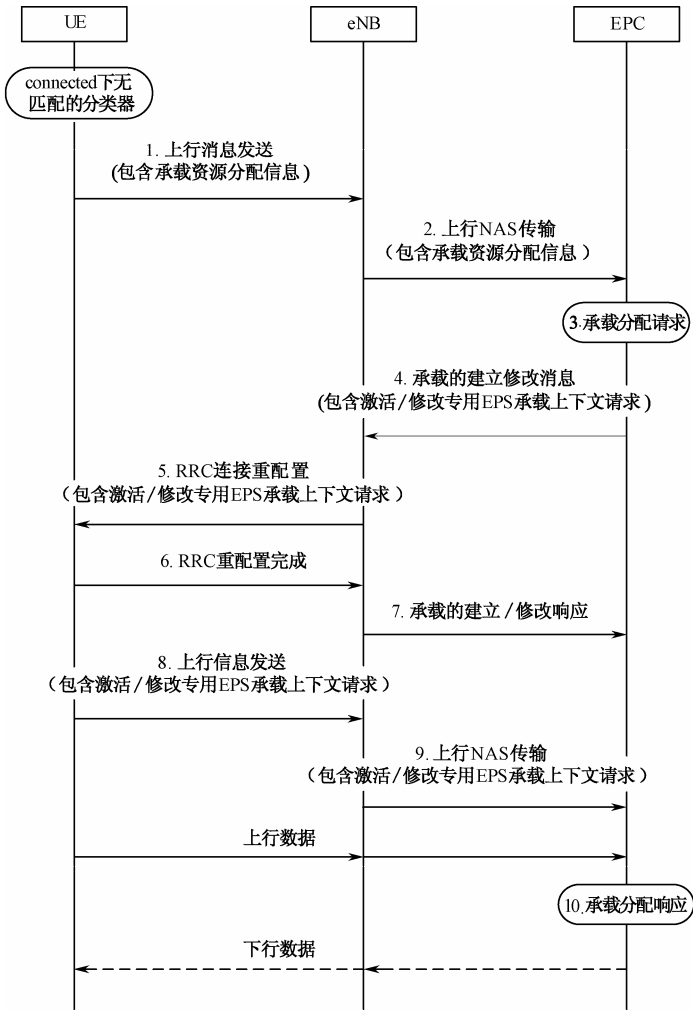 UE
eNB
EPC
connected下无
匹配的分类器
1. 上行消息发送
(包含承载资源分配信息)
2. 上行NAS传输
（包含承载资源分配信息）
3.承载分配请求
4. 承载的建立修改消息
(包含激活/修改专用EPS承载上下文请求)
5. RRC连接重配置
（包含激活/修改专用EPS承载上下文请求）
6. RRC重配置完成
7. 承载的建立/修改响应
8. 上行信息发送
（包含激活/修改专用EPS承载上下文请求）
9. 上行NAS传输
（包含激活/修改专用EPS承载上下文请求）
上行数据
10.承载分配响应
下行数据